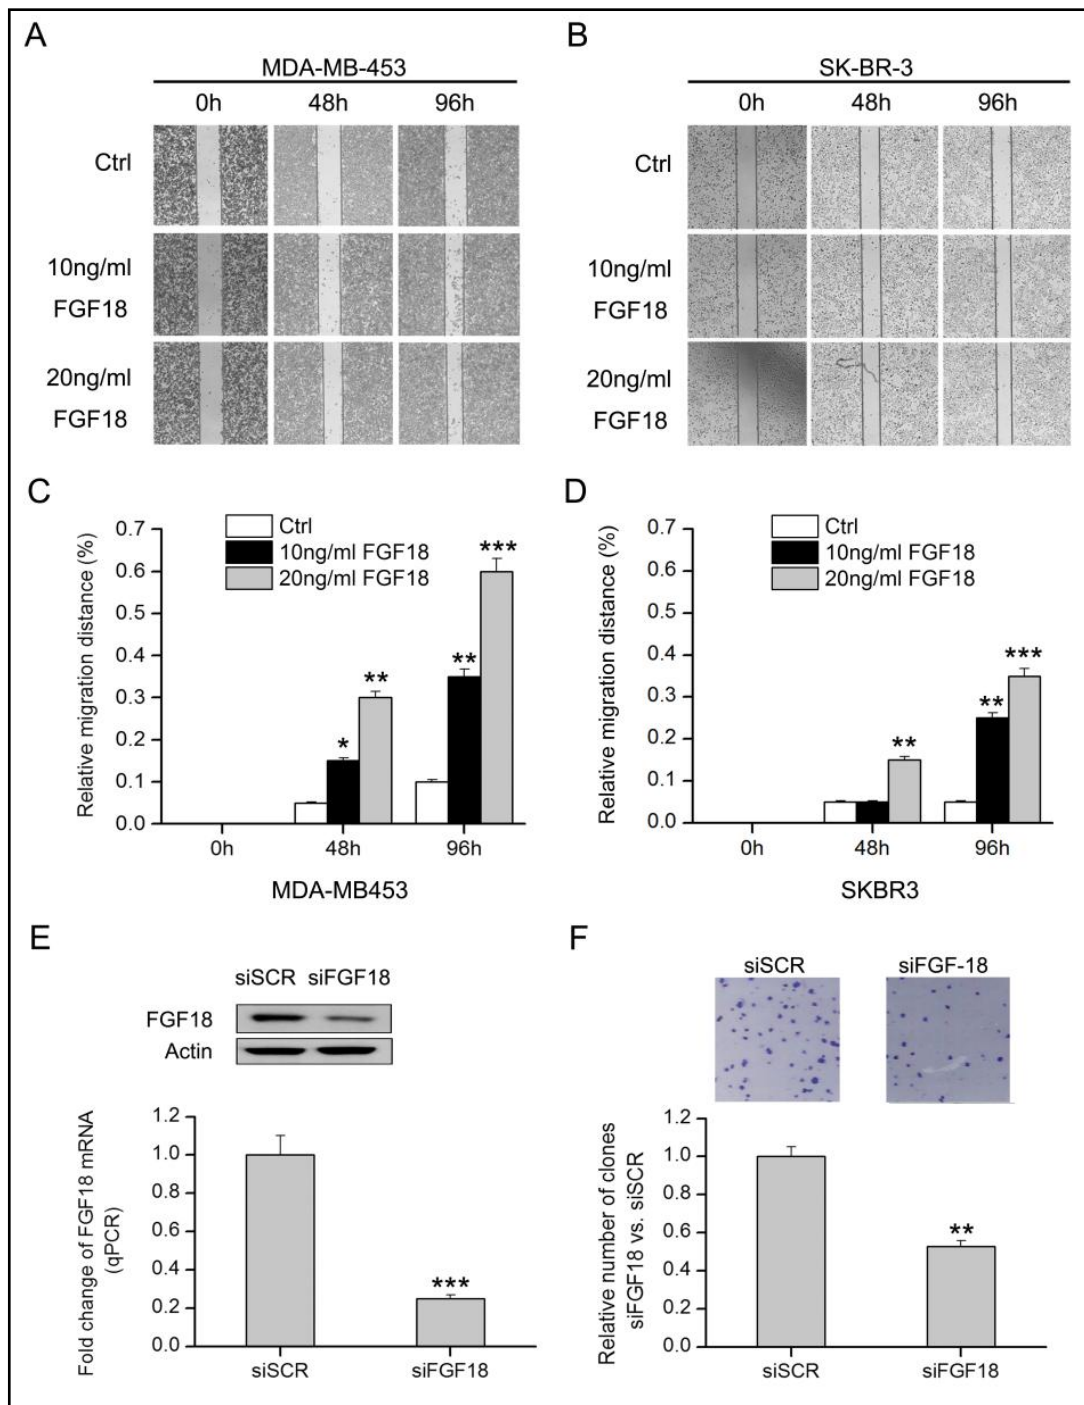 A
MDA-MB-453
0h 48h 96h
Ctrl
10ng/ml
FGF18
20ng/ml
FGF18
B
SK-BR-3
0h 48h 96h
Ctrl
10ng/ml
FGF18
20ng/ml
FGF18
C
Relative migration distance (%)
0.7
0.6
0.5
0.4
0.3
0.2
0.1
0.0
Ctrl
10ng/ml FGF18
20ng/ml FGF18
*
**
**
***
0h 48h 96h
MDA-MB453
D
Relative migration distance (%)
0.7
0.6
0.5
0.4
0.3
0.2
0.1
0.0
Ctrl
10ng/ml FGF18
20ng/ml FGF18
**
**
***
0h 48h 96h
SKBR3
E
siSCR siFGF18
FGF18
Actin
Fold change of FGF18 mRNA
(qPCR)
1.2
1.0
0.8
0.6
0.4
0.2
0.0
***
siSCR siFGF18
F
siSCR siFGF-18
Relative number of clones
siFGF18 vs. siSCR
1.2
1.0
0.8
0.6
0.4
0.2
0.0
**
siSCR siFGF18